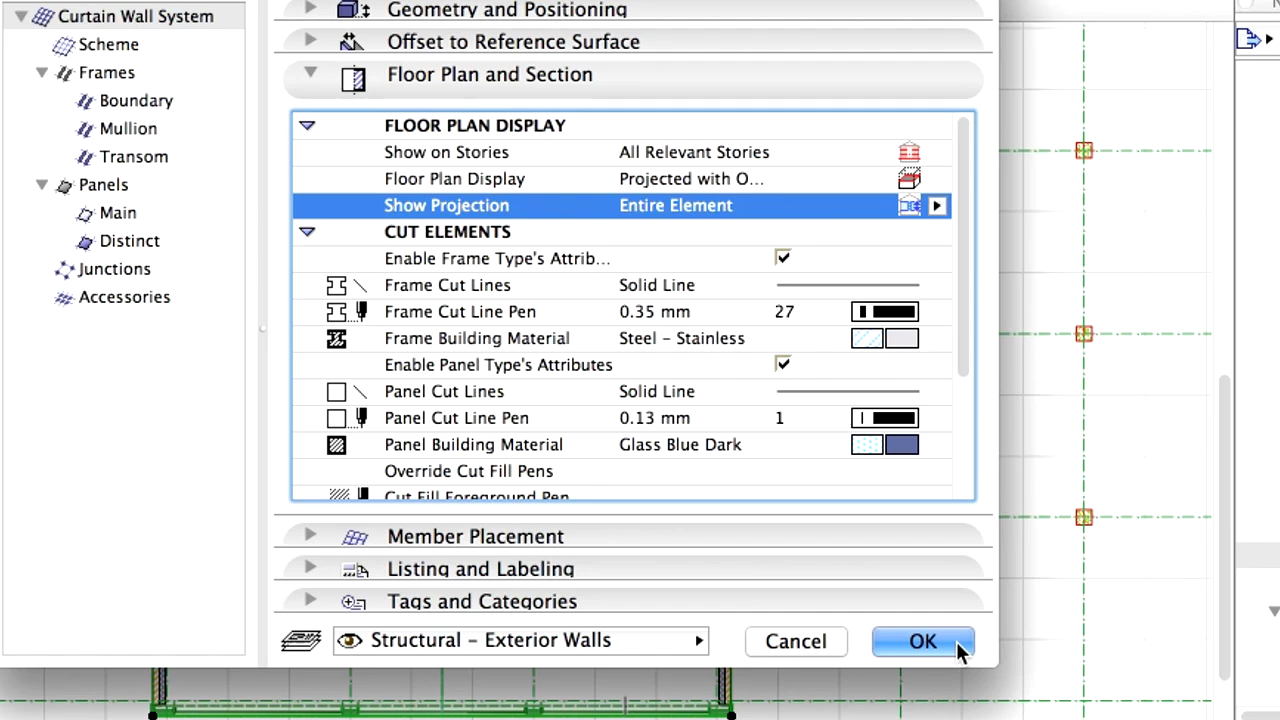 Curtain Wall System
Scheme
Frames
Boundary
Mullion
Transom
Panels
Main
Distinct
Junctions
Accessories
Geometry and Positioning
Offset to Reference Surface
Floor Plan and Section
FLOOR PLAN DISPLAY
Show on Stories All Relevant Stories
Floor Plan Display Projected with O...
Show Projection Entire Element
CUT ELEMENTS
Enable Frame Type's Attrib...
Frame Cut Lines Solid Line
Frame Cut Line Pen 0.35 mm 27
Frame Building Material Steel - Stainless
Enable Panel Type's Attributes
Panel Cut Lines Solid Line
Panel Cut Line Pen 0.13 mm 1
Panel Building Material Glass Blue Dark
Override Cut Fill Pens
Cut Fill Foreground Pen
Member Placement
Listing and Labeling
Tags and Categories
Structural - Exterior Walls Cancel OK